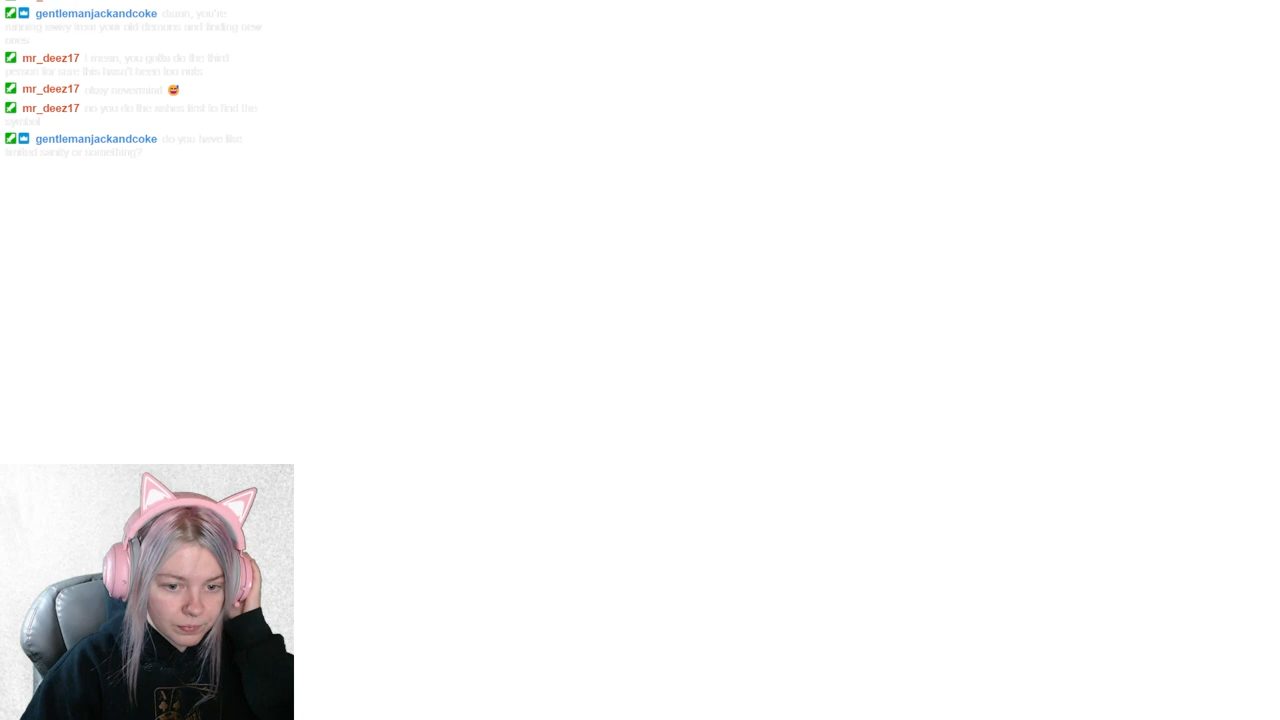 gentlemanjackandcoke damn, you're
running away from your old demons and finding new
ones
mr_deez17 I mean, you gotta do the third
person for sure this hasn't been too nuts
mr_deez17 okay nevermind 😅
mr_deez17 no you do the ashes first to find the
symbol
gentlemanjackandcoke do you have like
limited sanity or something?